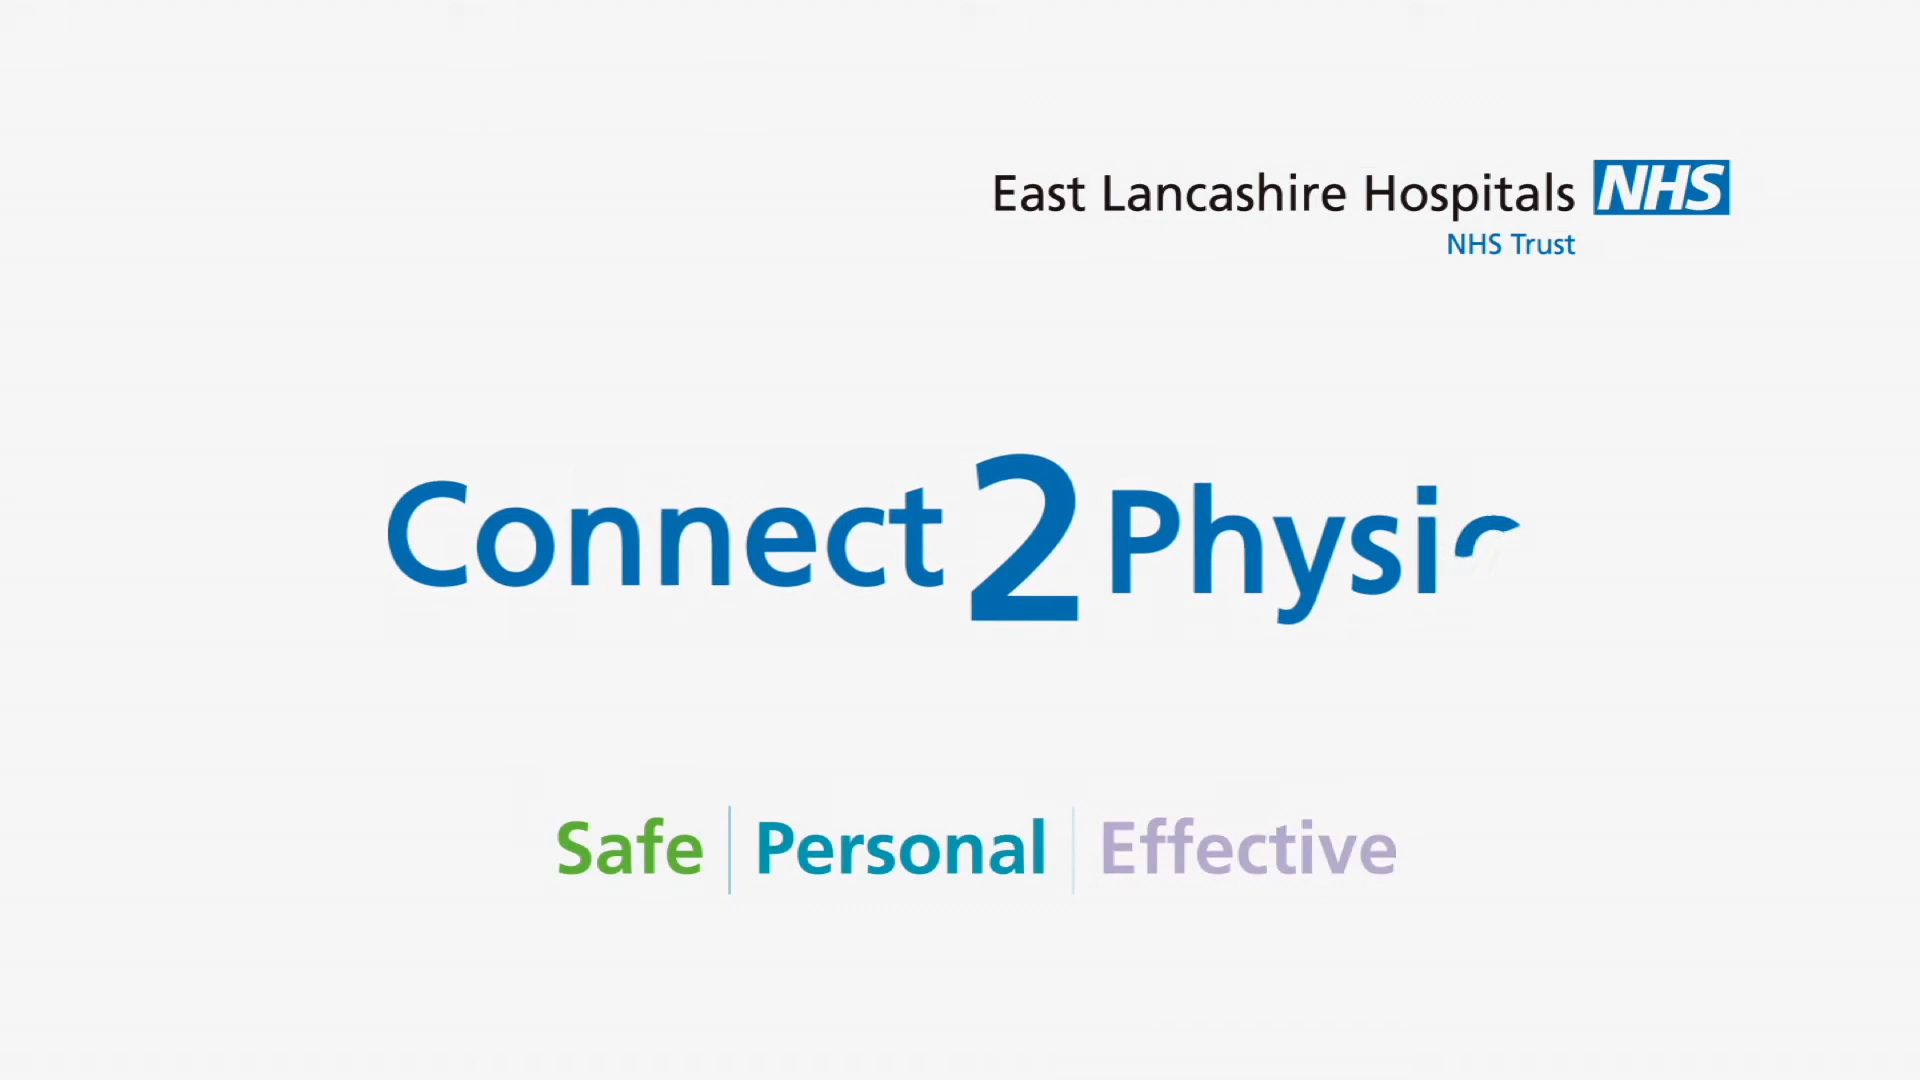 East Lancashire Hospitals NHS
NHS Trust
Connect 2 Physi
Safe | Personal | Effective